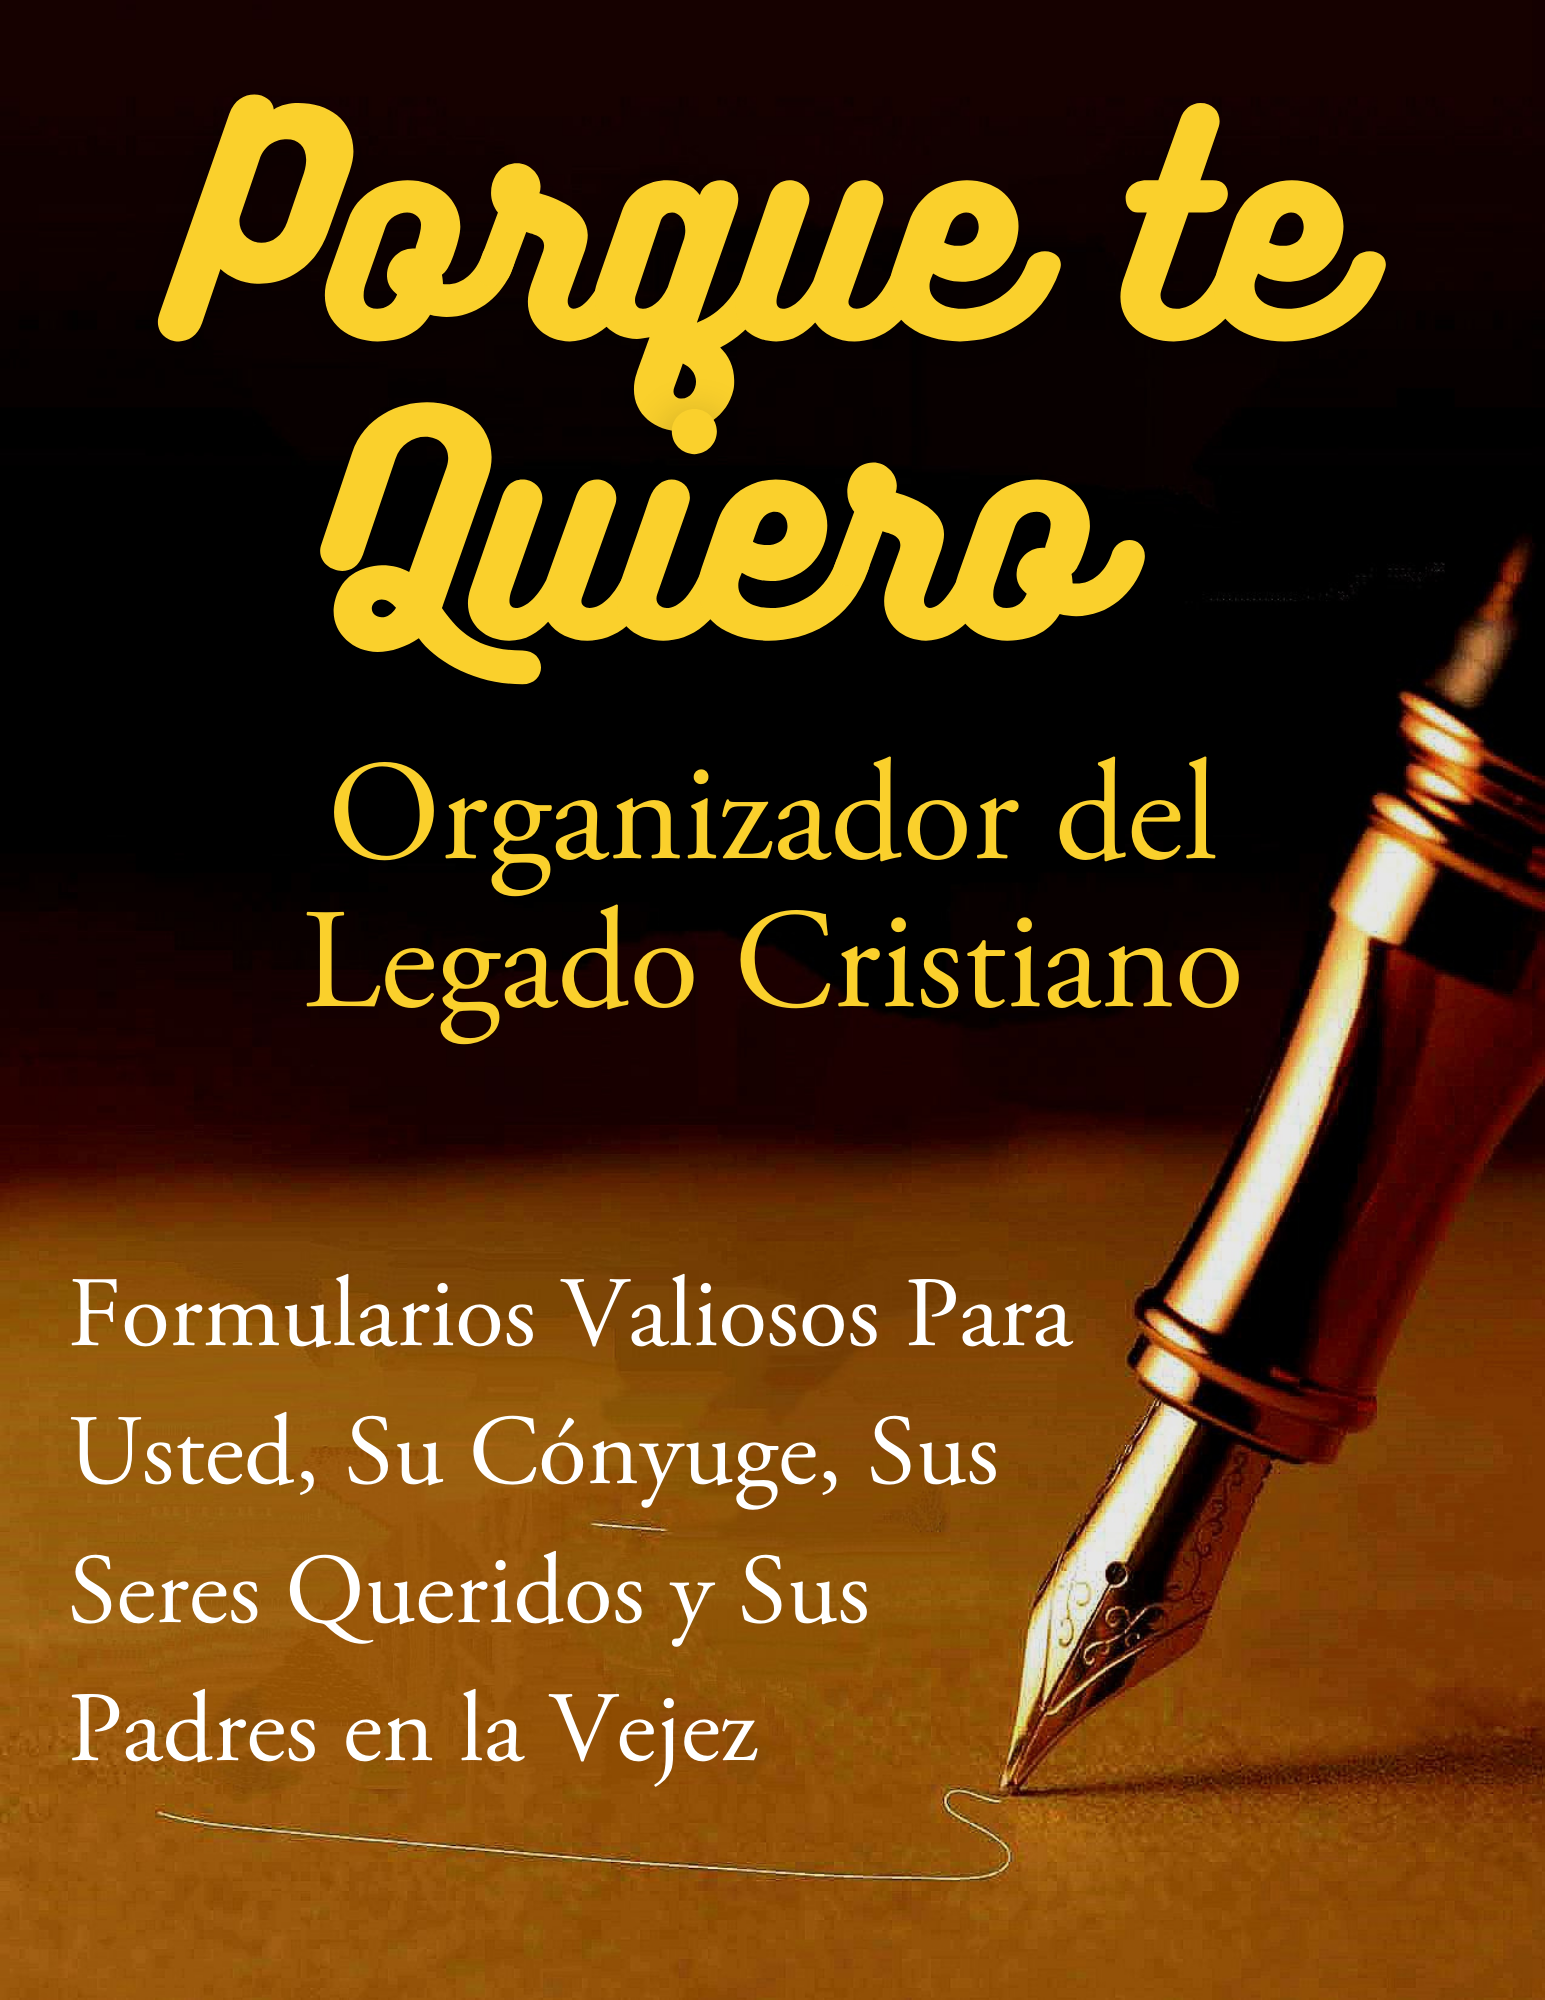 Porque te
Quiero
Organizador del
Legado Cristiano
Formularios Valiosos Para
Usted, Su Cónyuge, Sus
Seres Queridos y Sus
Padres en la Vejez